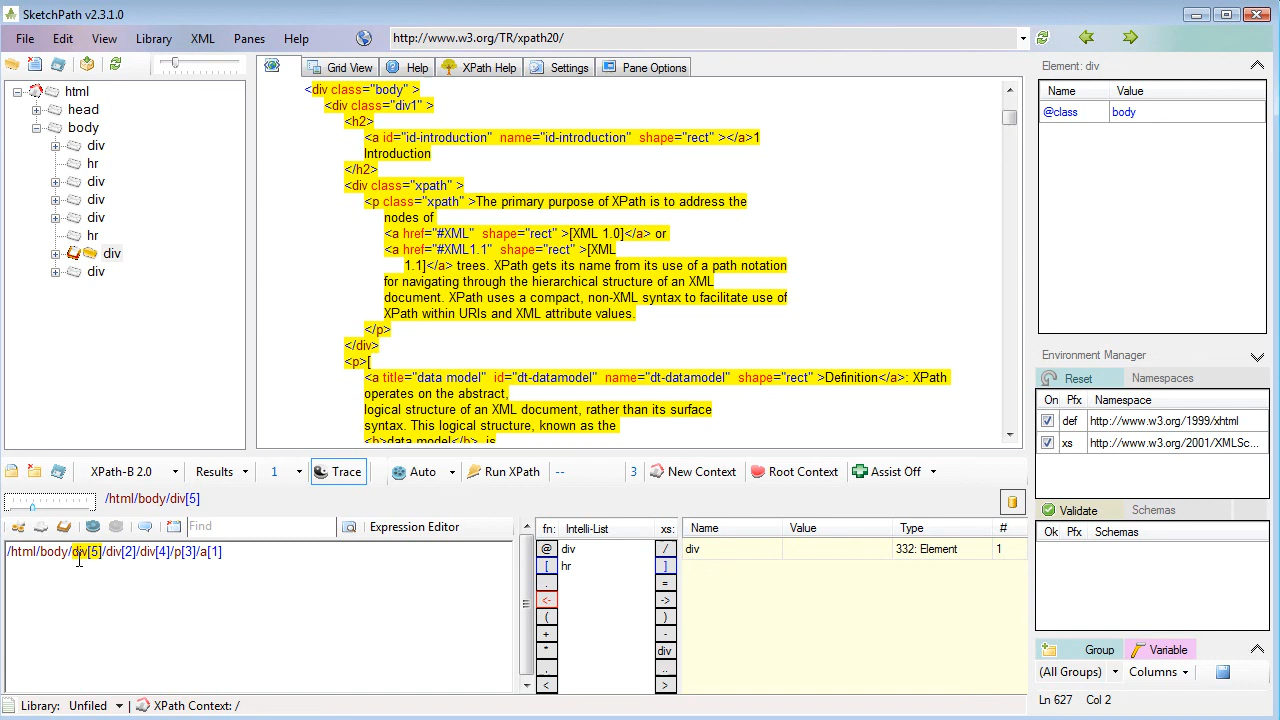 SketchPath v2.3.1.0
File Edit View Library XML Panes Help http://www.w3.org/TR/xpath20/
Grid View Help XPath Help Settings Pane Options
html
head
body
div
hr
div
div
div
hr
div
div
<div class="body" >
<div class="div1" >
<h2>
<a id="id-introduction" name="id-introduction" shape="rect" ></a>1
Introduction
</h2>
<div class="xpath" >
<p class="xpath" >The primary purpose of XPath is to address the
nodes of
<a href="#XML" shape="rect" >[XML 1.0]</a> or
<a href="#XML1.1" shape="rect" >[XML
1.1]</a> trees. XPath gets its name from its use of a path notation
for navigating through the hierarchical structure of an XML
document. XPath uses a compact, non-XML syntax to facilitate use of
XPath within URIs and XML attribute values.
</p>
</div>
<p>[
<a title="data model" id="dt-datamodel" name="dt-datamodel" shape="rect" >Definition</a>: XPath
operates on the abstract,
logical structure of an XML document, rather than its surface
syntax. This logical structure, known as the
<b>data model</b>, is
Element: div
Name Value
@class body
Environment Manager
Reset Namespaces
On Pfx Namespace
def http://www.w3.org/1999/xhtml
xs http://www.w3.org/2001/XMLSc...
Validate Schemas
Ok Pfx Schemas
Group Variable
(All Groups) Columns
Ln 627 Col 2
XPath-B 2.0 Results 1 Trace Auto Run XPath -- 3 New Context Root Context Assist Off
/html/body/div[5]
Find Expression Editor
/html/body/div[5]/div[2]/div[4]/p[3]/a[1]
fn: Intelli-List xs:
@ div /
[ hr ]
. =
<- ->
( )
+ -
* div
, ..
< >
Name Value Type #
div 332: Element 1
Library: Unfiled XPath Context: /